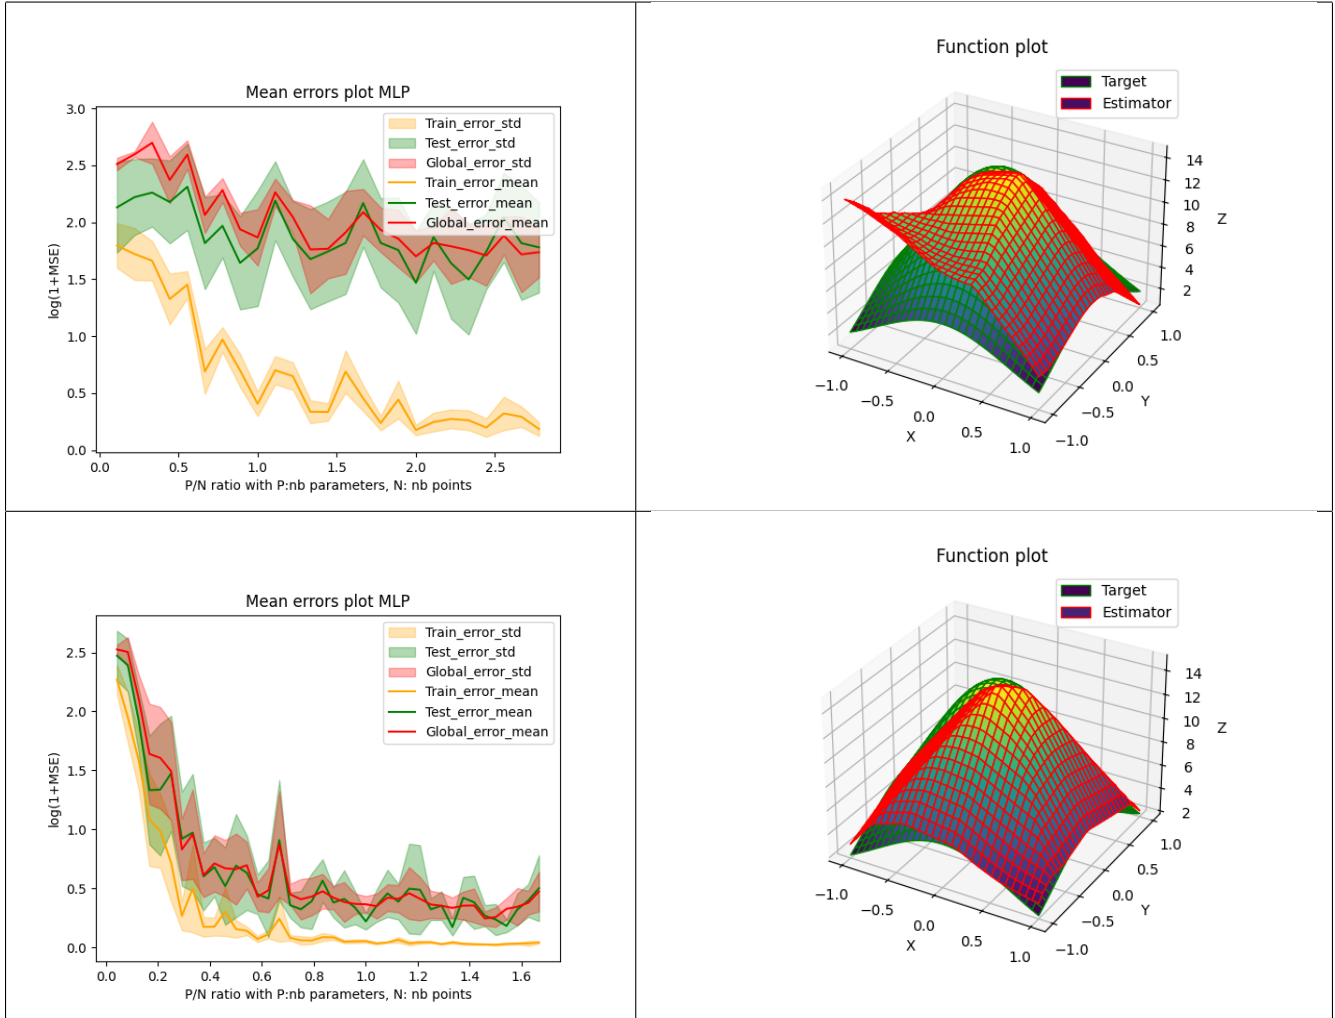 Mean errors plot MLP
3.0
2.5
2.0
1.5
1.0
0.5
0.0
log(1+MSE)
Train_error_std
Test_error_std
Global_error_std
Train_error_mean
Test_error_mean
Global_error_mean
0.0 0.5 1.0 1.5 2.0 2.5
P/N ratio with P:nb parameters, N: nb points
Function plot
Target
Estimator
14
12
10
8
6
4
2
Z
−1.0 −0.5 0.0 0.5 1.0
X
−1.0 −0.5 0.0 0.5 1.0
Y
Mean errors plot MLP
2.5
2.0
1.5
1.0
0.5
0.0
log(1+MSE)
Train_error_std
Test_error_std
Global_error_std
Train_error_mean
Test_error_mean
Global_error_mean
0.0 0.2 0.4 0.6 0.8 1.0 1.2 1.4 1.6
P/N ratio with P:nb parameters, N: nb points
Function plot
Target
Estimator
14
12
10
8
6
4
2
Z
−1.0 −0.5 0.0 0.5 1.0
X
−1.0 −0.5 0.0 0.5 1.0
Y